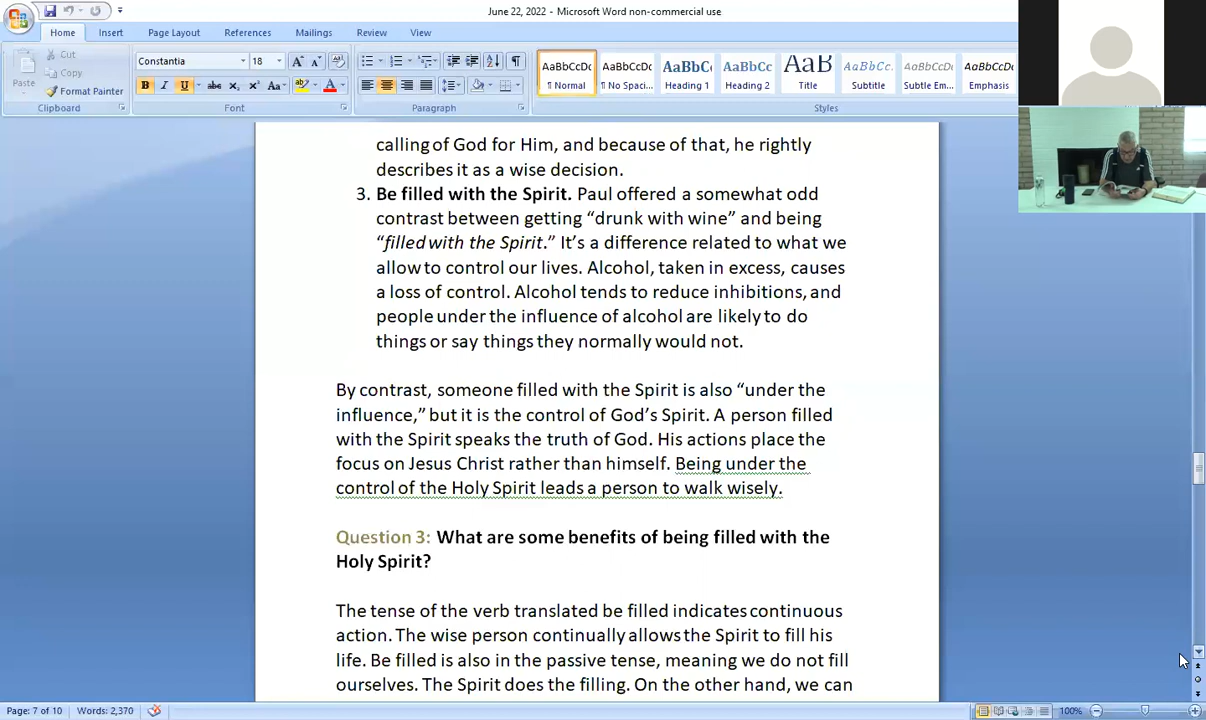 June 22, 2022 - Microsoft Word non-commercial use
Home Insert Page Layout References Mailings Review View
Cut
Copy
Paste
Format Painter
Constantia 18
AaBbCcDc AaBbCcDc AaBbC AaBbCc AaB AaBbCc. AaBbCcDc AaBbCcDc
¶ Normal ¶ No Spaci... Heading 1 Heading 2 Title Subtitle Subtle Em... Emphasis
Clipboard Font Paragraph Styles
calling of God for Him, and because of that, he rightly
describes it as a wise decision.
3. Be filled with the Spirit. Paul offered a somewhat odd
contrast between getting “drunk with wine” and being
“filled with the Spirit.” It’s a difference related to what we
allow to control our lives. Alcohol, taken in excess, causes
a loss of control. Alcohol tends to reduce inhibitions, and
people under the influence of alcohol are likely to do
things or say things they normally would not.
By contrast, someone filled with the Spirit is also “under the
influence,” but it is the control of God’s Spirit. A person filled
with the Spirit speaks the truth of God. His actions place the
focus on Jesus Christ rather than himself. Being under the
control of the Holy Spirit leads a person to walk wisely.
Question 3: What are some benefits of being filled with the
Holy Spirit?
The tense of the verb translated be filled indicates continuous
action. The wise person continually allows the Spirit to fill his
life. Be filled is also in the passive tense, meaning we do not fill
ourselves. The Spirit does the filling. On the other hand, we can
Page: 7 of 10 Words: 2,370 100%